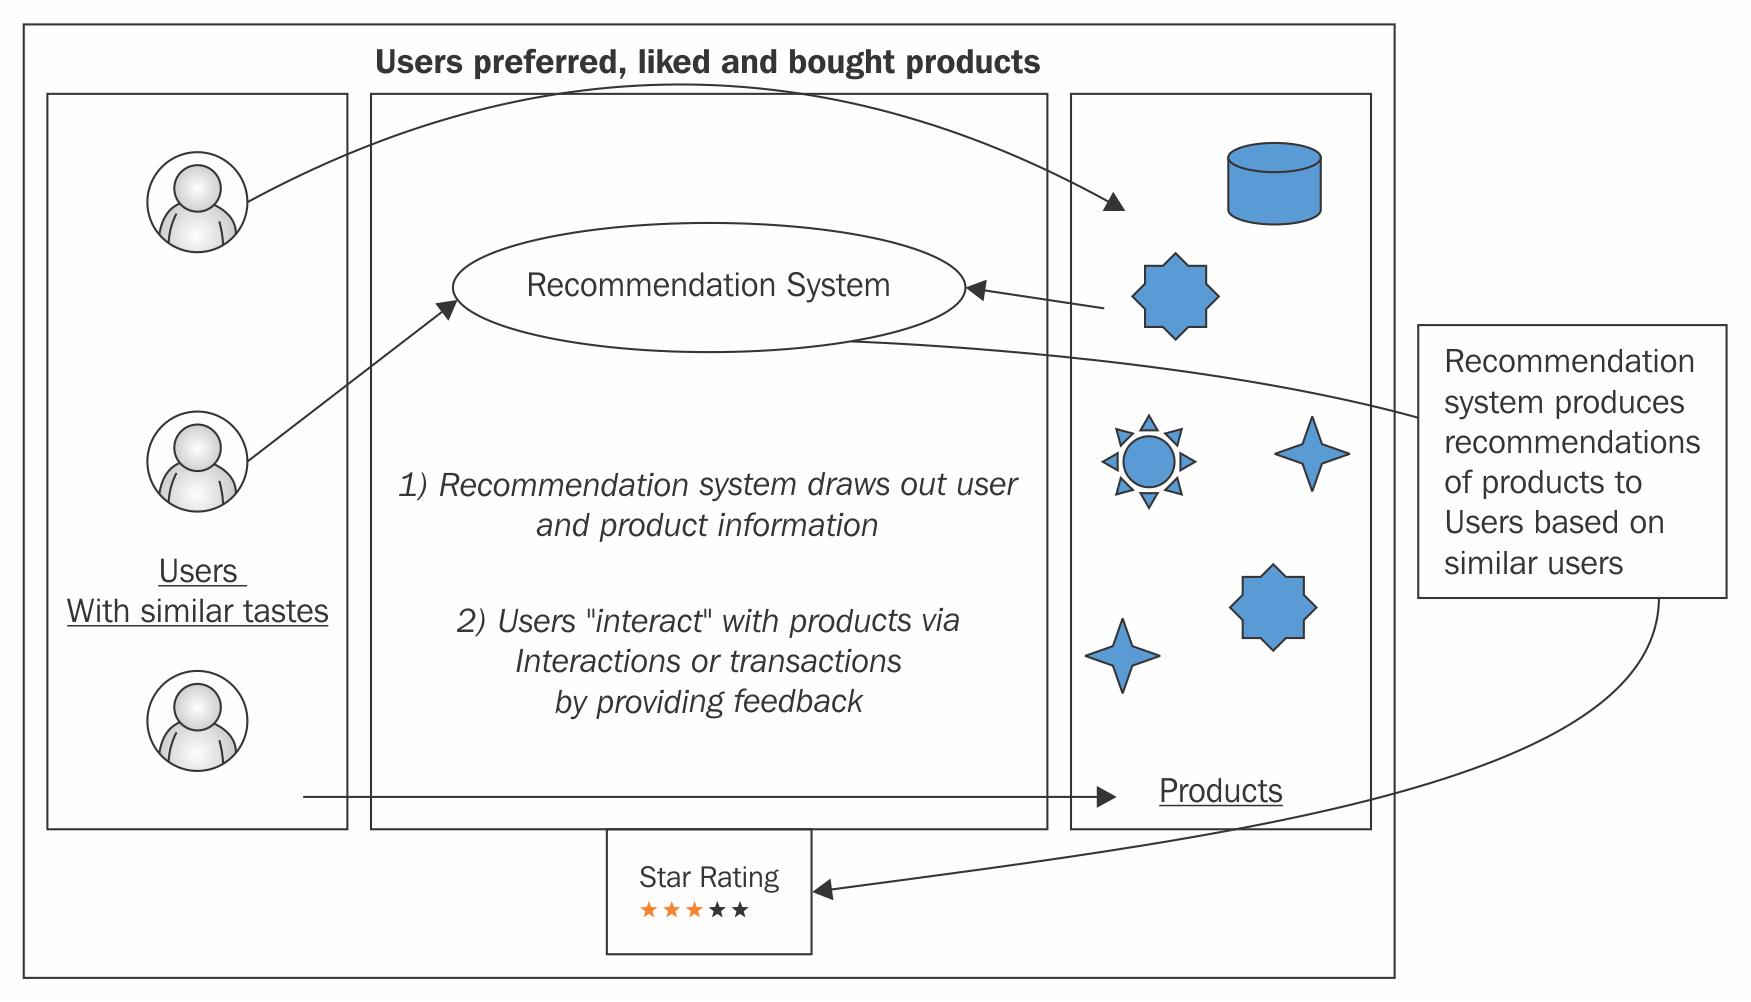 Users preferred, liked and bought products
Recommendation System
1) Recommendation system draws out user
and product information
2) Users "interact" with products via
Interactions or transactions
by providing feedback
Users
With similar tastes
Products
Recommendation
system produces
recommendations
of products to
Users based on
similar users
Star Rating